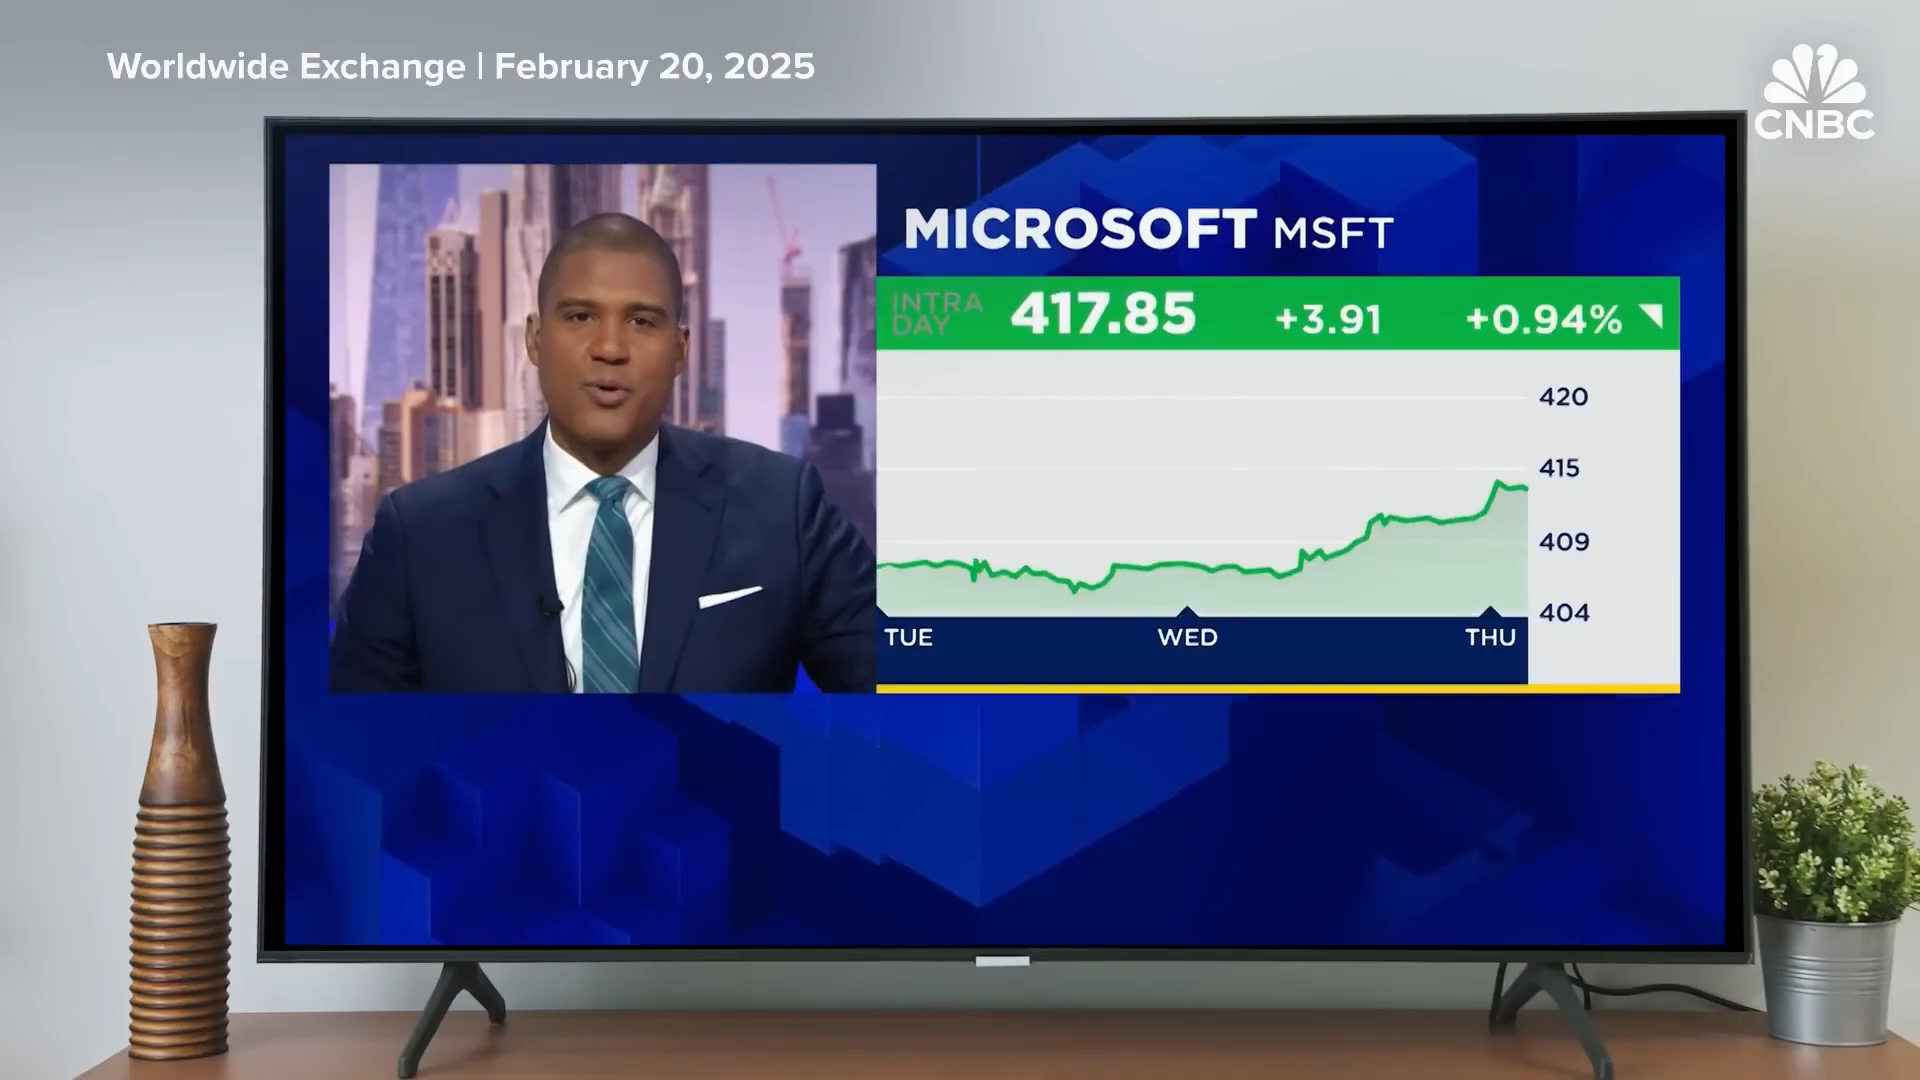 Worldwide Exchange | February 20, 2025
CNBC
MICROSOFT MSFT
INTRA
DAY
417.85 +3.91 +0.94%
420
415
409
404
TUE WED THU